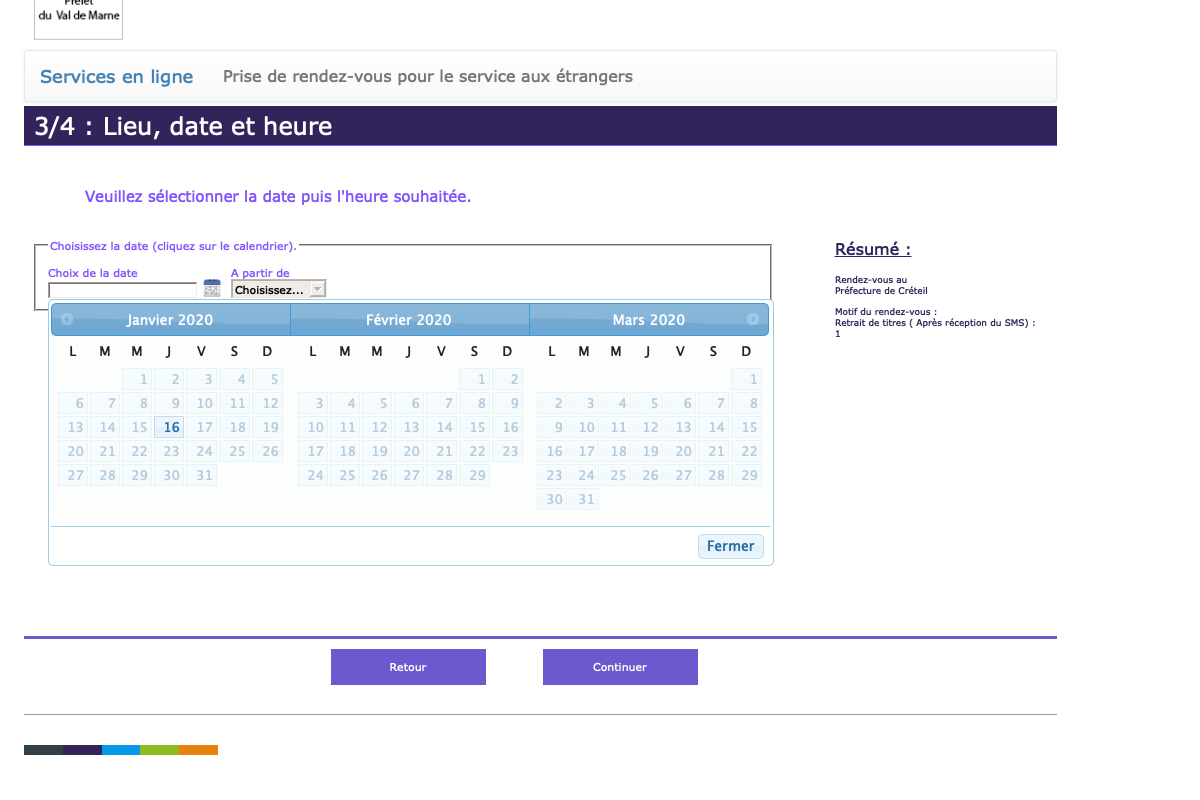 Préfet
du Val de Marne
Services en ligne Prise de rendez-vous pour le service aux étrangers
3/4 : Lieu, date et heure
Veuillez sélectionner la date puis l'heure souhaitée.
Choisissez la date (cliquez sur le calendrier).
Choix de la date A partir de
Choisissez...
Janvier 2020 Février 2020 Mars 2020
L M M J V S D L M M J V S D L M M J V S D
1 2 3 4 5 1 2 1
6 7 8 9 10 11 12 3 4 5 6 7 8 9 2 3 4 5 6 7 8
13 14 15 16 17 18 19 10 11 12 13 14 15 16 9 10 11 12 13 14 15
20 21 22 23 24 25 26 17 18 19 20 21 22 23 16 17 18 19 20 21 22
27 28 29 30 31 24 25 26 27 28 29 23 24 25 26 27 28 29
30 31
Fermer
Résumé :
Rendez-vous au
Préfecture de Créteil
Motif du rendez-vous :
Retrait de titres ( Après réception du SMS) :
1
Retour Continuer